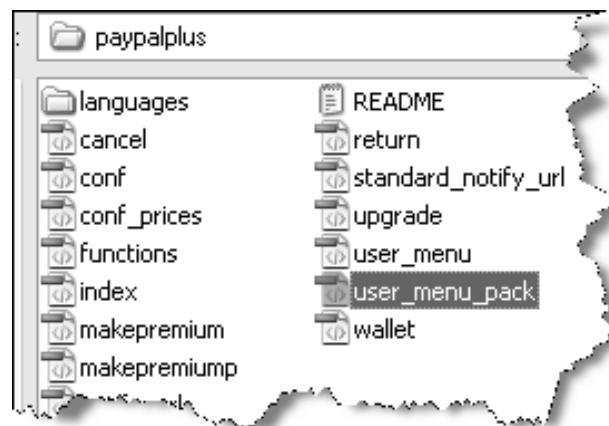 : paypalplus
languages
cancel
conf
conf_prices
functions
index
makepremium
makepremiump
README
return
standard_notify_url
upgrade
user_menu
user_menu_pack
wallet